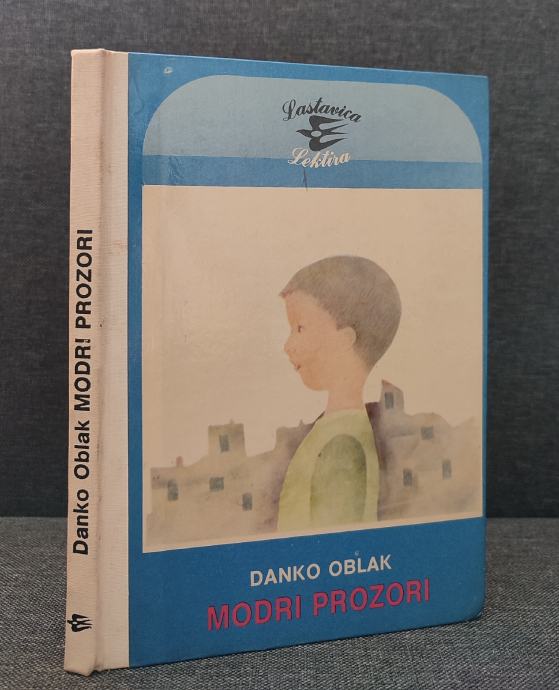 Lastavica
Lektira
DANKO OBLAK
MODRI PROZORI
Danko Oblak MODRI PROZORI